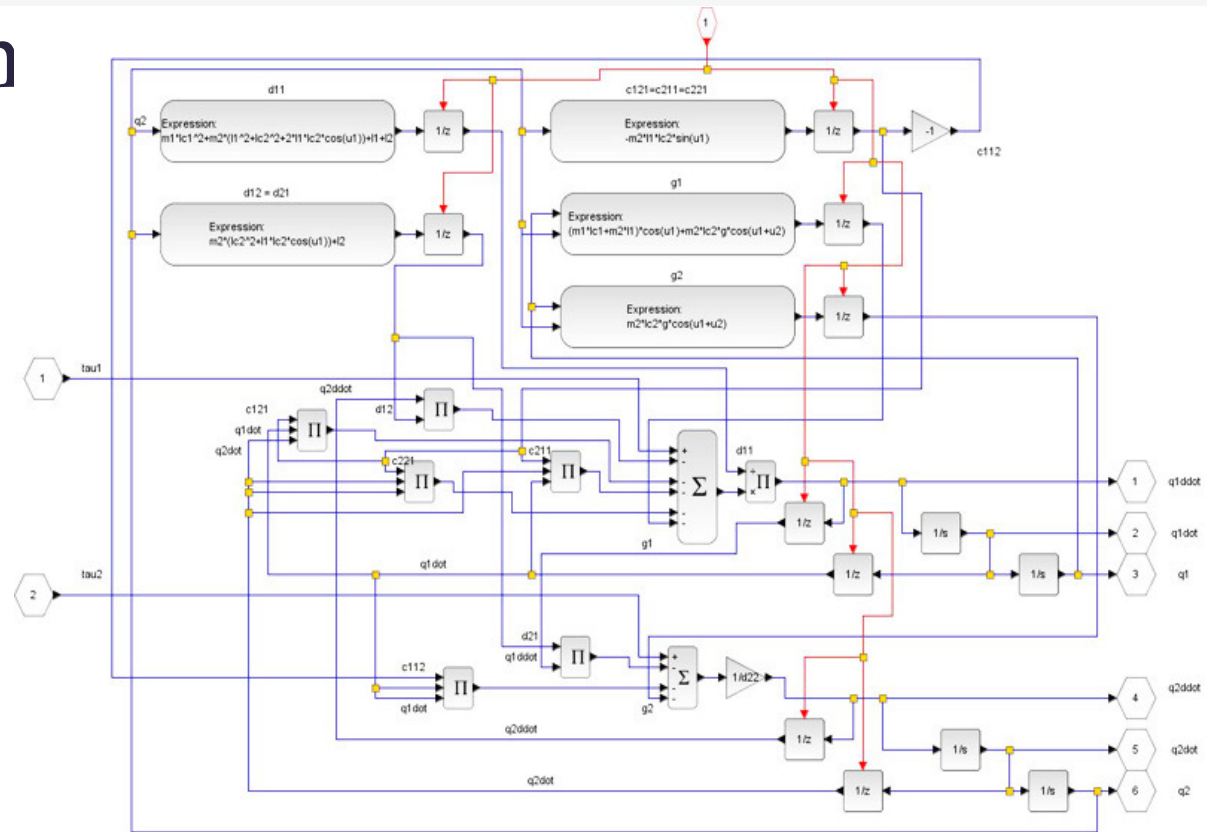 n
1
d11
c121=c211=c221
q2
Expression:
m1*lc1^2+m2*(l1^2+lc2^2+2*l1*lc2*cos(u1))+I1+I2
1/z
Expression:
-m2*l1*lc2*sin(u1)
1/z
-1
c112
d12 = d21
g1
Expression:
m2*(lc2^2+l1*lc2*cos(u1))+I2
1/z
Expression:
(m1*lc1+m2*l1)*cos(u1)+m2*lc2*g*cos(u1+u2)
1/z
g2
Expression:
m2*lc2*g*cos(u1+u2)
1/z
1
tau1
q2ddot
c121
d12
Π
q1dot
Π
q2dot
c221
Π
c211
Π
Σ
+
-
-
-
-
-
d11
÷
×
Π
1
q1ddot
1/z
g1
1/s
2
q1dot
q1dot
1/z
1/s
3
q1
2
tau2
d21
q1ddot
Π
c112
q1dot
Π
+
-
-
-
Σ
g2
1/d22
4
q2ddot
q2ddot
1/z
1/s
5
q2dot
q2dot
1/z
1/s
6
q2